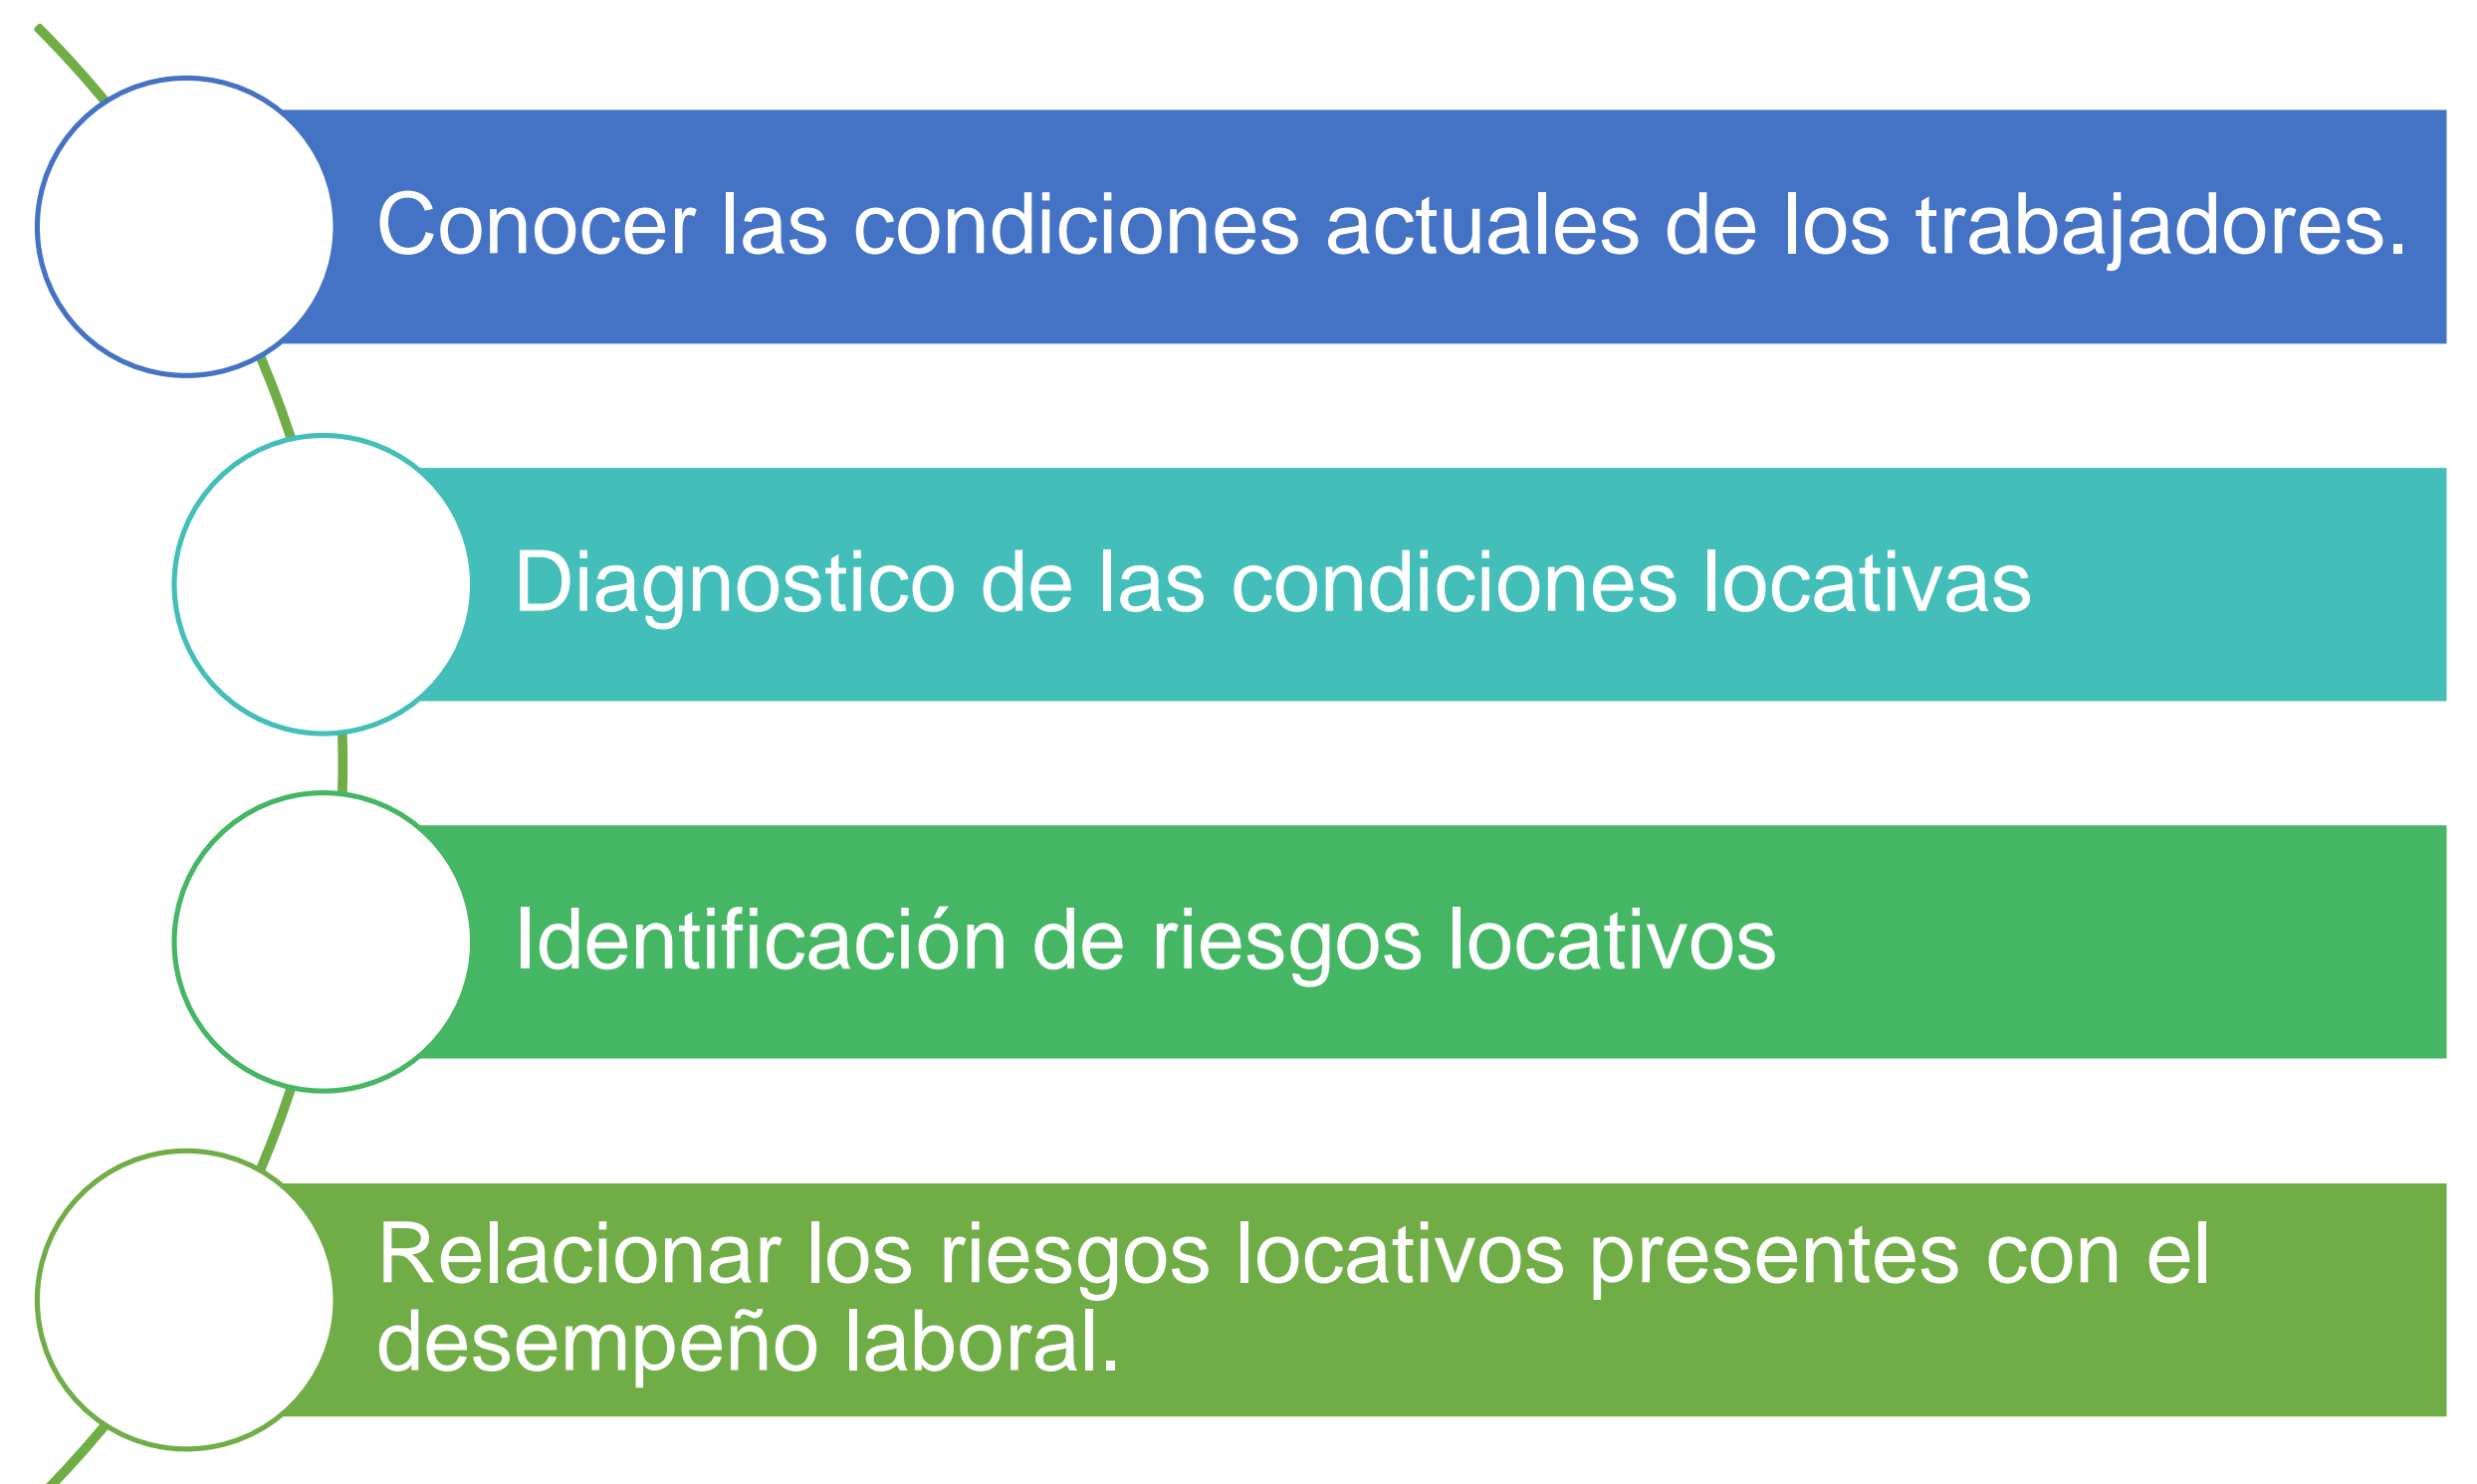 Conocer las condiciones actuales de los trabajadores.
Diagnostico de las condiciones locativas
Identificación de riesgos locativos
Relacionar los riesgos locativos presentes con el
desempeño laboral.